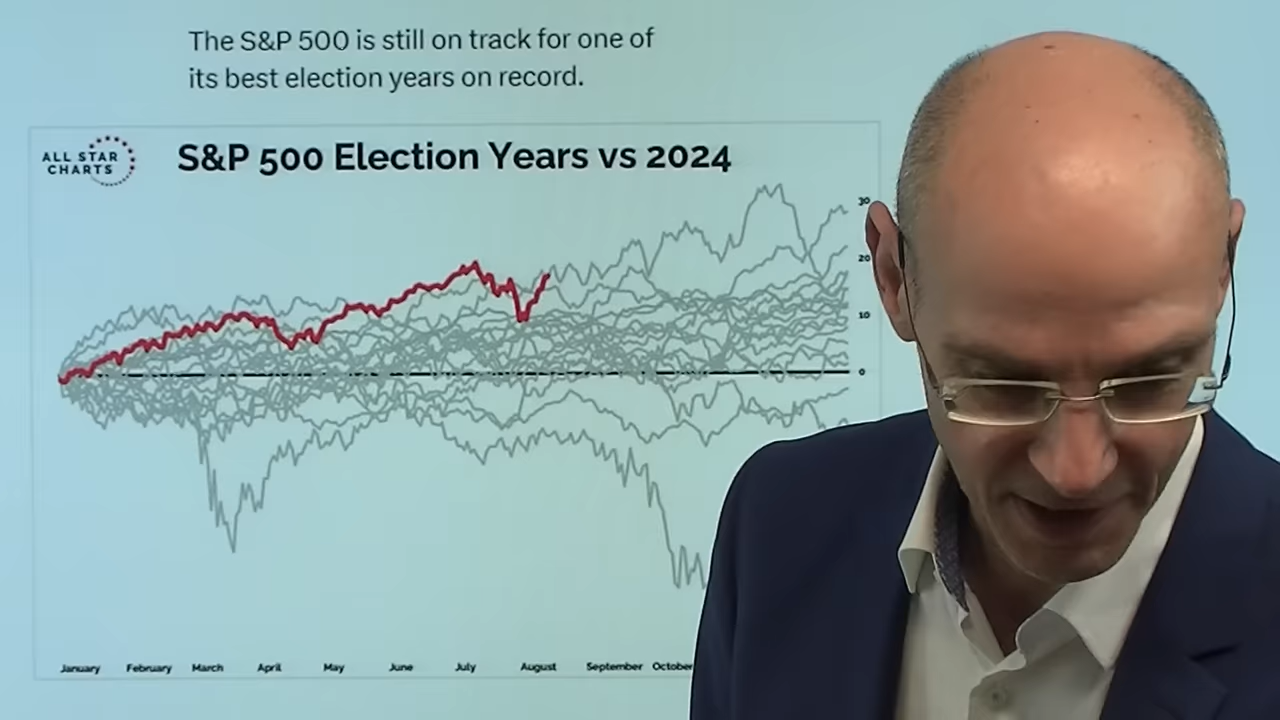 The S&P 500 is still on track for one of
its best election years on record.
ALL STAR
CHARTS
S&P 500 Election Years vs 2024
30
20
10
0
January February March April May June July August September October